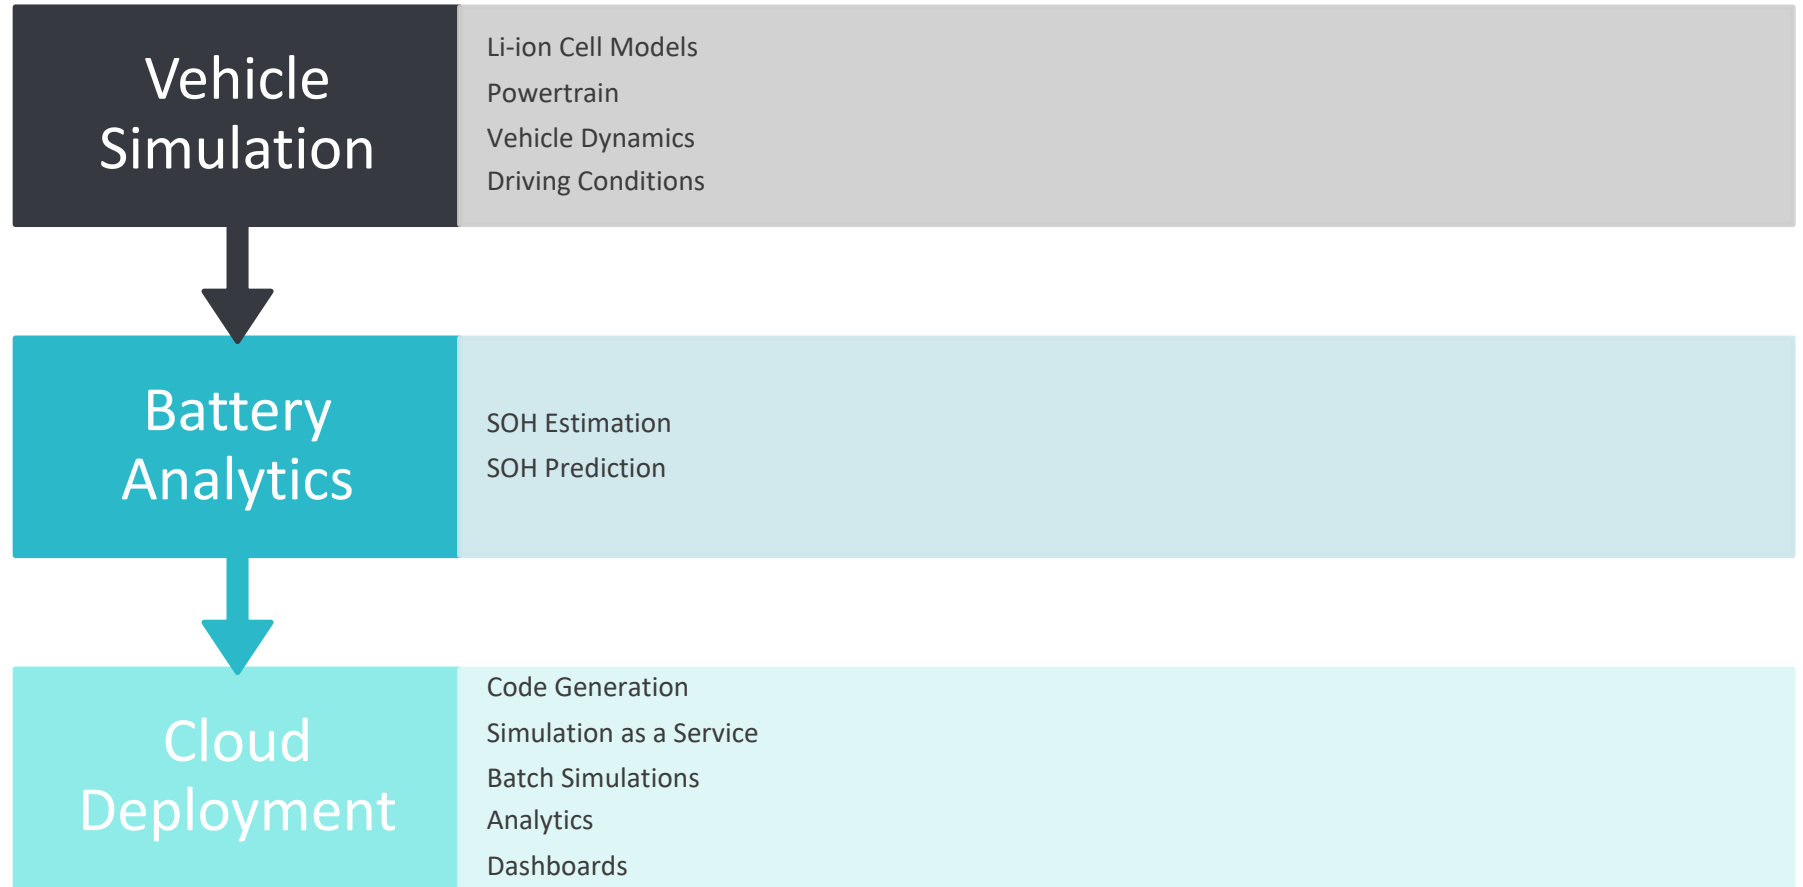 Vehicle
Simulation
Li-ion Cell Models
Powertrain
Vehicle Dynamics
Driving Conditions
Battery
Analytics
SOH Estimation
SOH Prediction
Cloud
Deployment
Code Generation
Simulation as a Service
Batch Simulations
Analytics
Dashboards